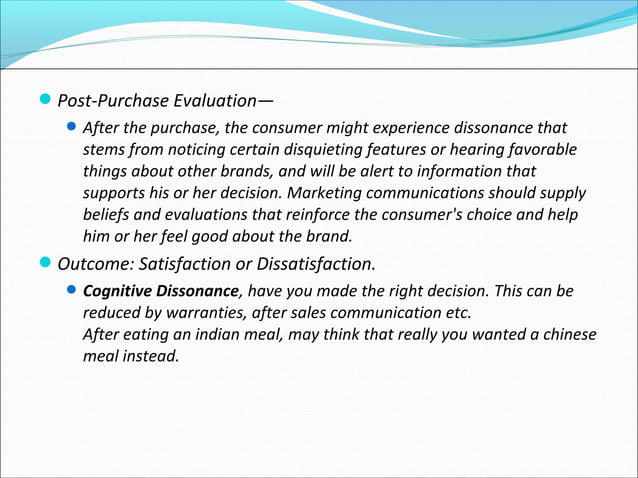 Post-Purchase Evaluation—
After the purchase, the consumer might experience dissonance that
stems from noticing certain disquieting features or hearing favorable
things about other brands, and will be alert to information that
supports his or her decision. Marketing communications should supply
beliefs and evaluations that reinforce the consumer's choice and help
him or her feel good about the brand.
Outcome: Satisfaction or Dissatisfaction.
Cognitive Dissonance, have you made the right decision. This can be
reduced by warranties, after sales communication etc.
After eating an indian meal, may think that really you wanted a chinese
meal instead.